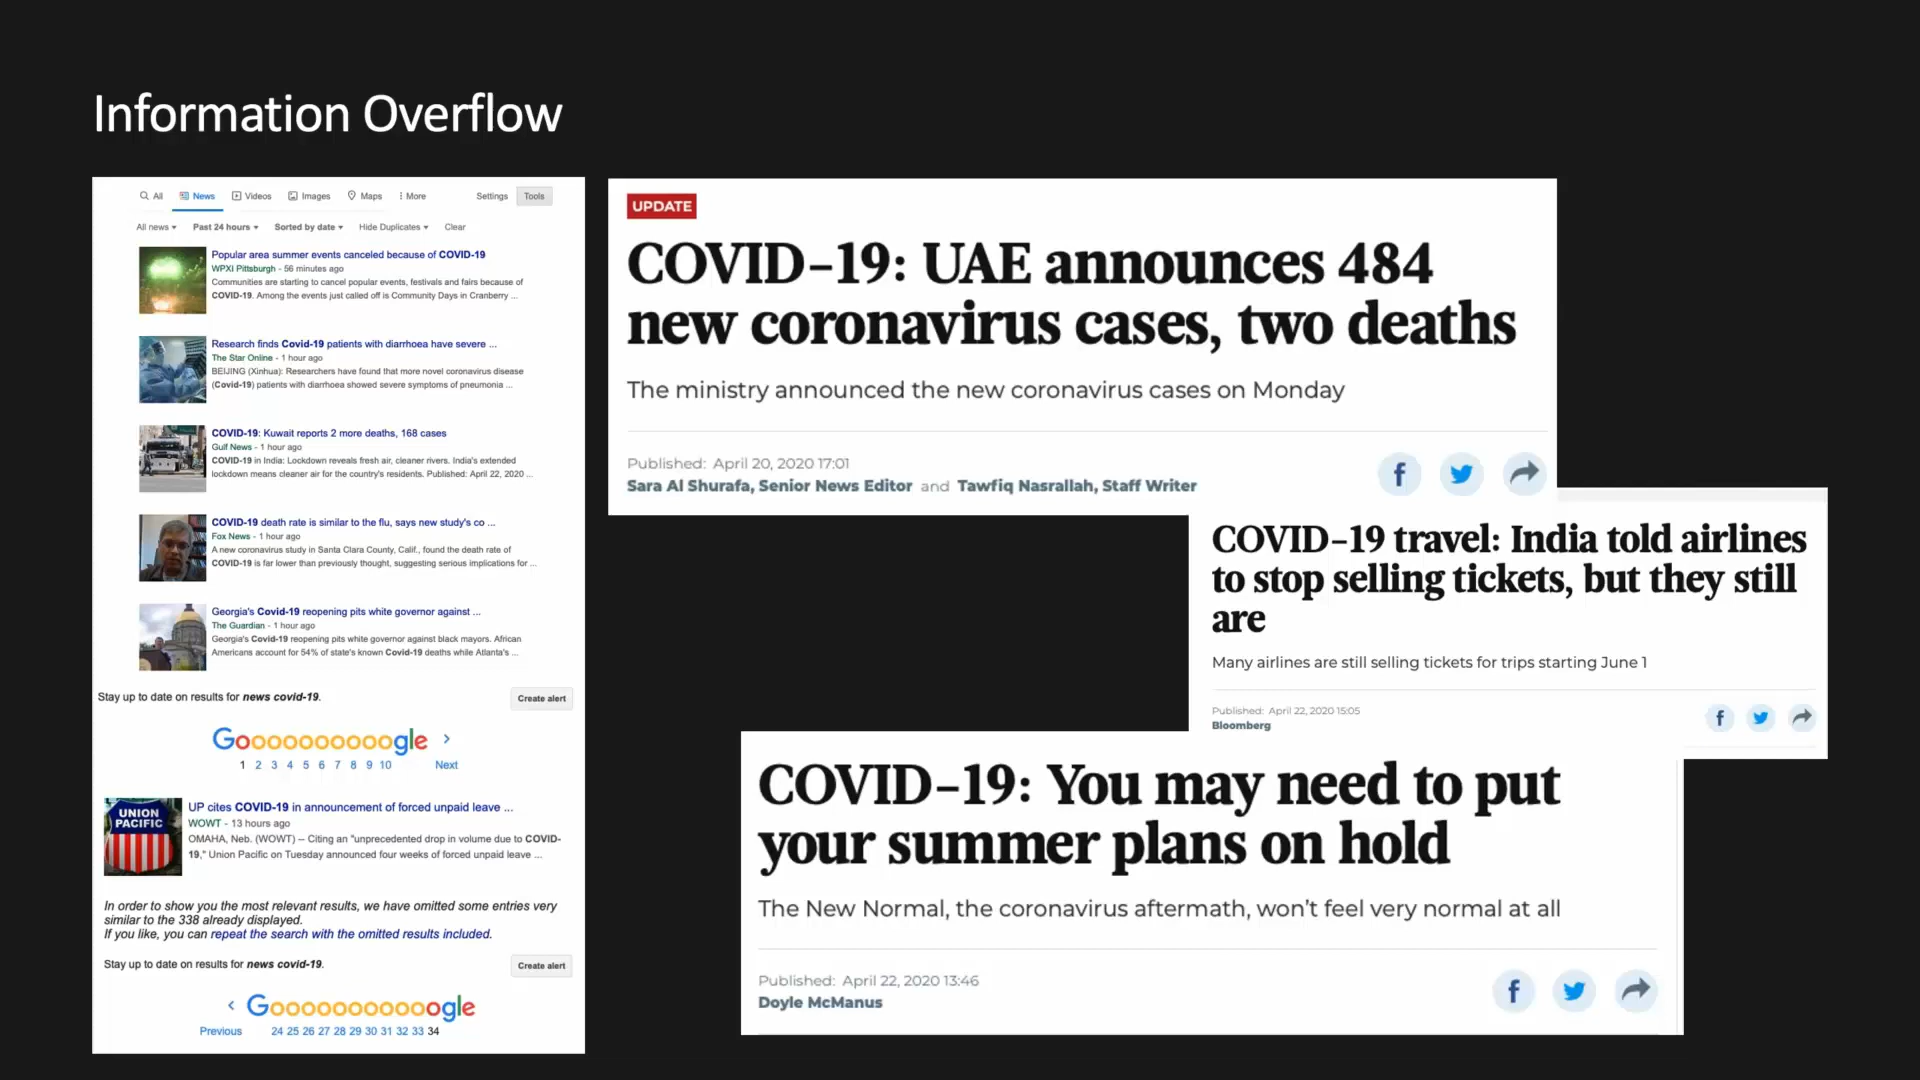 Information Overflow
All News Videos Images Maps More Settings Tools
All news Past 24 hours Sorted by date Hide Duplicates Clear
Popular area summer events canceled because of COVID-19
WPXI Pittsburgh - 56 minutes ago
Communities are starting to cancel popular events, festivals and fairs because of
COVID-19. Among the events just called off is Community Days in Cranberry ...
Research finds Covid-19 patients with diarrhoea have severe ...
The Star Online - 1 hour ago
BEIJING (Xinhua): Researchers have found that more novel coronavirus disease
(Covid-19) patients with diarrhoea showed severe symptoms of pneumonia ...
COVID-19: Kuwait reports 2 more deaths, 168 cases
Gulf News - 1 hour ago
COVID-19 in India: Lockdown reveals fresh air, cleaner rivers. India's extended
lockdown means cleaner air for the country's residents. Published: April 22, 2020 ...
COVID-19 death rate is similar to the flu, says new study's co ...
Fox News - 1 hour ago
A new coronavirus study in Santa Clara County, Calif., found the death rate of
COVID-19 is far lower than previously thought, suggesting serious implications for ...
Georgia's Covid-19 reopening pits white governor against ...
The Guardian - 1 hour ago
Georgia's Covid-19 reopening pits white governor against black mayors. African
Americans account for 54% of state's known Covid-19 deaths while Atlanta's ...
Stay up to date on results for news covid-19. Create alert
Goooooooooogle >
1 2 3 4 5 6 7 8 9 10 Next
UNION
PACIFIC
UP cites COVID-19 in announcement of forced unpaid leave ...
WOWT - 13 hours ago
OMAHA, Neb. (WOWT) -- Citing an "unprecedented drop in volume due to COVID-
19," Union Pacific on Tuesday announced four weeks of forced unpaid leave ...
In order to show you the most relevant results, we have omitted some entries very
similar to the 338 already displayed.
If you like, you can repeat the search with the omitted results included.
Stay up to date on results for news covid-19. Create alert
< Gooooooooooogle
Previous 24 25 26 27 28 29 30 31 32 33 34
UPDATE
COVID-19: UAE announces 484
new coronavirus cases, two deaths
The ministry announced the new coronavirus cases on Monday
Published: April 20, 2020 17:01
Sara Al Shurafa, Senior News Editor and Tawfiq Nasrallah, Staff Writer
COVID-19 travel: India told airlines
to stop selling tickets, but they still
are
Many airlines are still selling tickets for trips starting June 1
Published: April 22, 2020 15:05
Bloomberg
COVID-19: You may need to put
your summer plans on hold
The New Normal, the coronavirus aftermath, won't feel very normal at all
Published: April 22, 2020 13:46
Doyle McManus